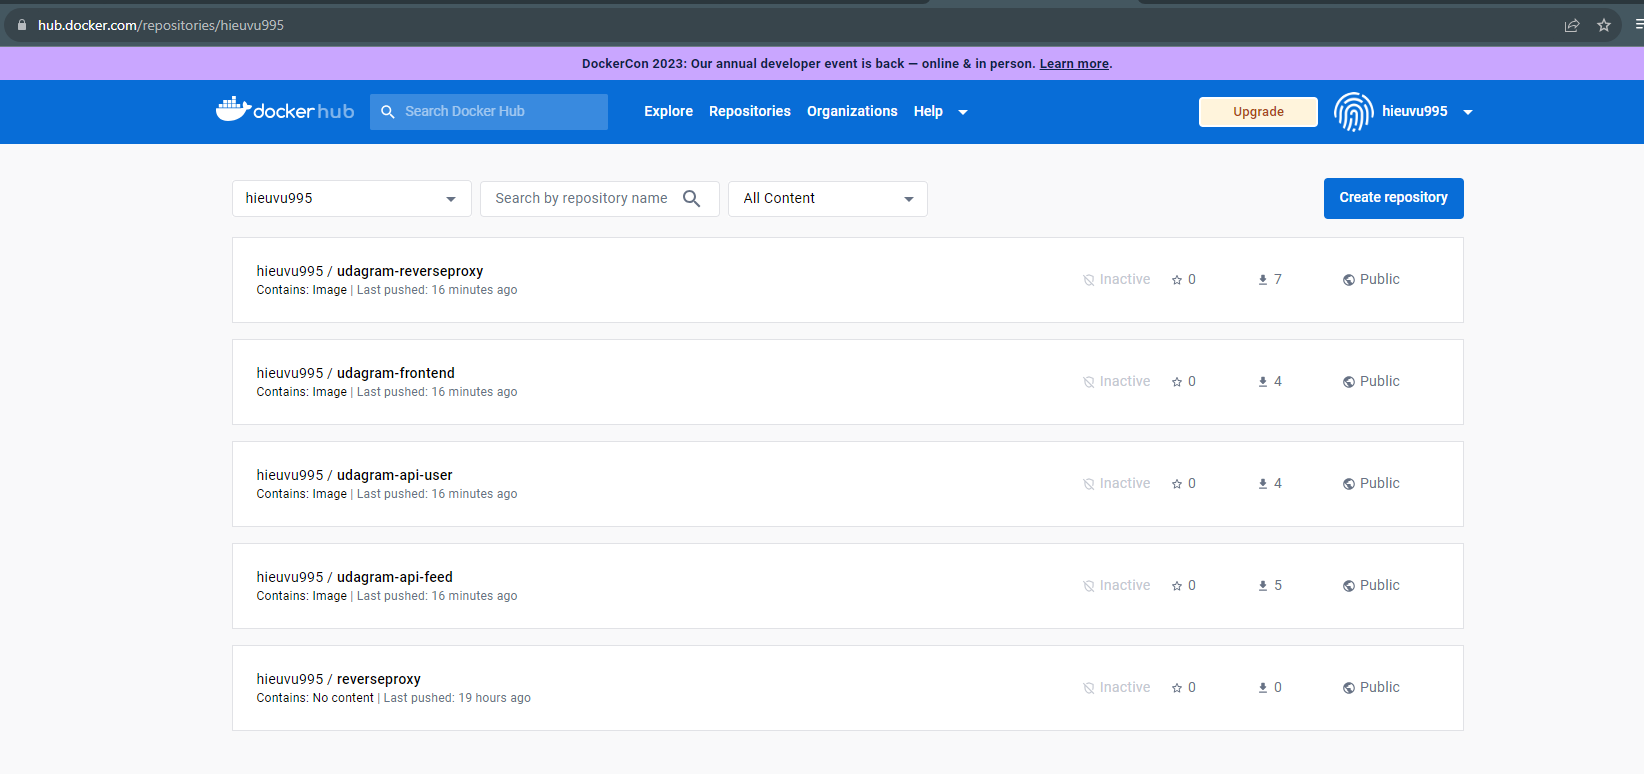 hub.docker.com/repositories/hieuvu995
DockerCon 2023: Our annual developer event is back — online & in person. Learn more.
dockerhub Search Docker Hub Explore Repositories Organizations Help Upgrade hieuvu995
hieuvu995 Search by repository name All Content Create repository
hieuvu995 / udagram-reverseproxy
Contains: Image | Last pushed: 16 minutes ago
Inactive 0 7 Public
hieuvu995 / udagram-frontend
Contains: Image | Last pushed: 16 minutes ago
Inactive 0 4 Public
hieuvu995 / udagram-api-user
Contains: Image | Last pushed: 16 minutes ago
Inactive 0 4 Public
hieuvu995 / udagram-api-feed
Contains: Image | Last pushed: 16 minutes ago
Inactive 0 5 Public
hieuvu995 / reverseproxy
Contains: No content | Last pushed: 19 hours ago
Inactive 0 0 Public